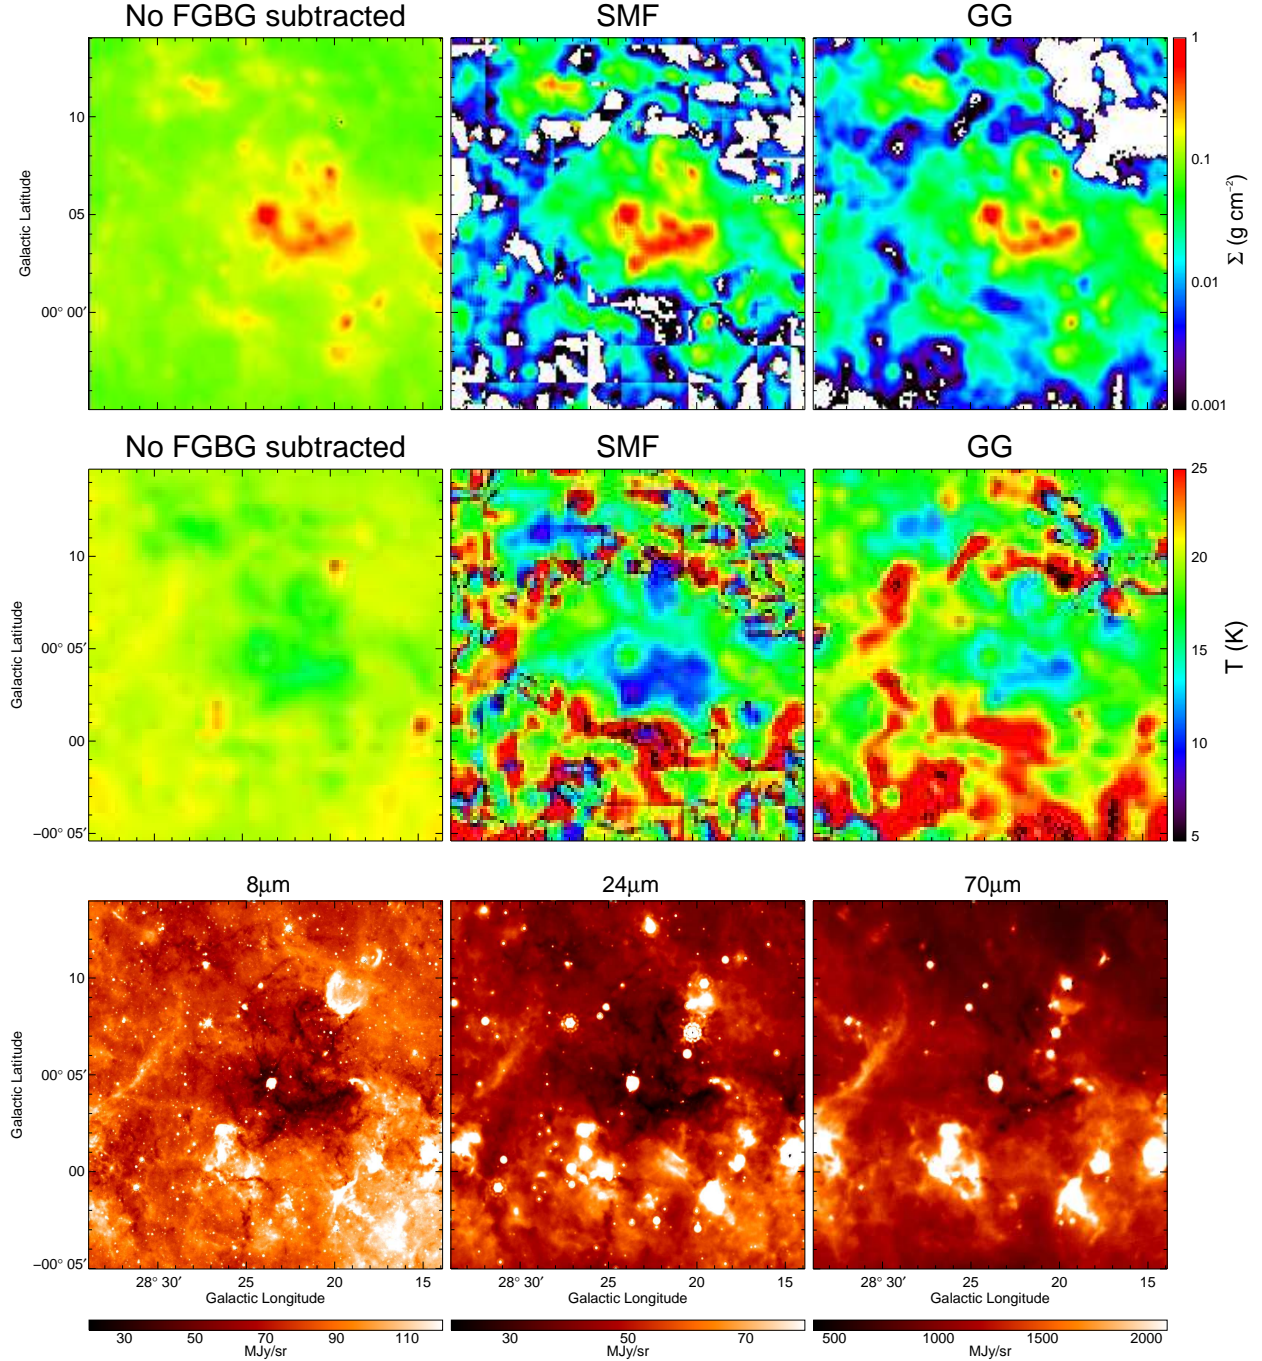 No FGBG subtracted SMF GG
Galactic Latitude
10
05
00° 00′
1
0.1
0.01
0.001
Σ (g cm⁻²)
No FGBG subtracted SMF GG
Galactic Latitude
10
00° 05′
00
−00° 05′
25
20
15
10
5
T (K)
8μm 24μm 70μm
Galactic Latitude
10
00° 05′
00
−00° 05′
28° 30′ 25 20 15 28° 30′ 25 20 15 28° 30′ 25 20 15
Galactic Longitude Galactic Longitude Galactic Longitude
30 50 70 90 110 30 50 70 500 1000 1500 2000
MJy/sr MJy/sr MJy/sr